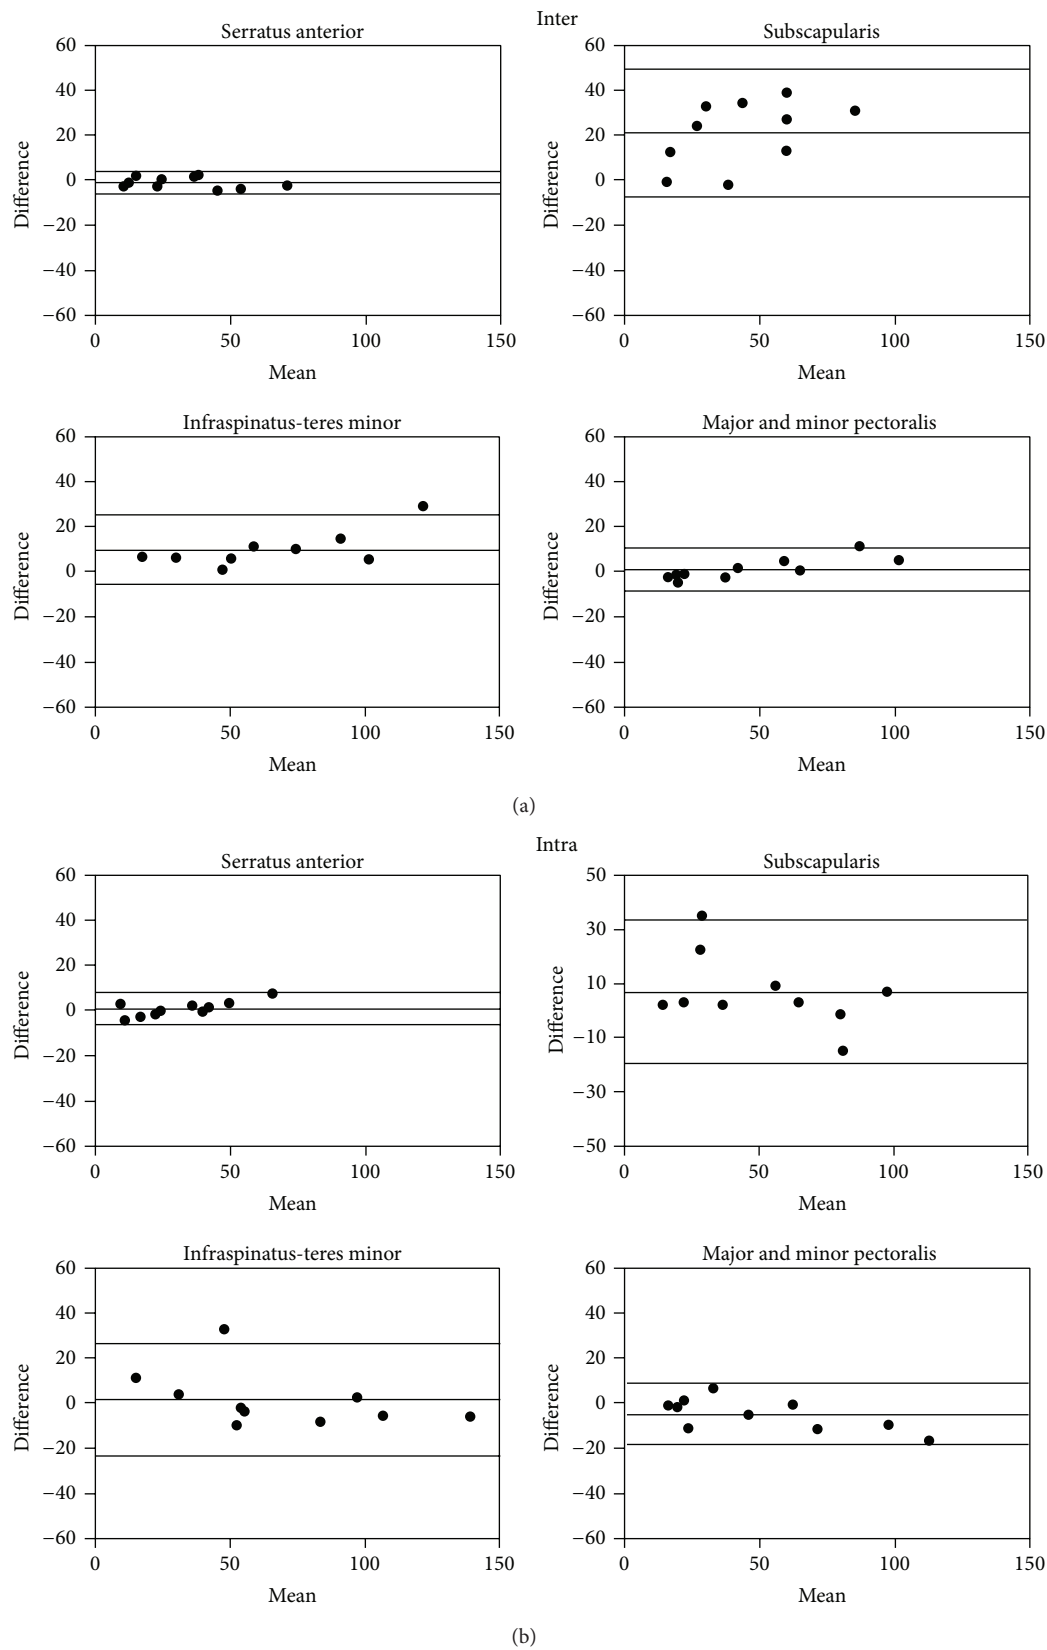 Inter
Serratus anterior
60
40
20
0
−20
−40
−60
Difference
0 50 100 150
Mean
Subscapularis
60
40
20
0
−20
−40
−60
Difference
0 50 100 150
Mean
Infraspinatus-teres minor
60
40
20
0
−20
−40
−60
Difference
0 50 100 150
Mean
Major and minor pectoralis
60
40
20
0
−20
−40
−60
Difference
0 50 100 150
Mean
(a)
Intra
Serratus anterior
60
40
20
0
−20
−40
−60
Difference
0 50 100 150
Mean
Subscapularis
50
30
10
−10
−30
−50
Difference
0 50 100 150
Mean
Infraspinatus-teres minor
60
40
20
0
−20
−40
−60
Difference
0 50 100 150
Mean
Major and minor pectoralis
60
40
20
0
−20
−40
−60
Difference
0 50 100 150
Mean
(b)